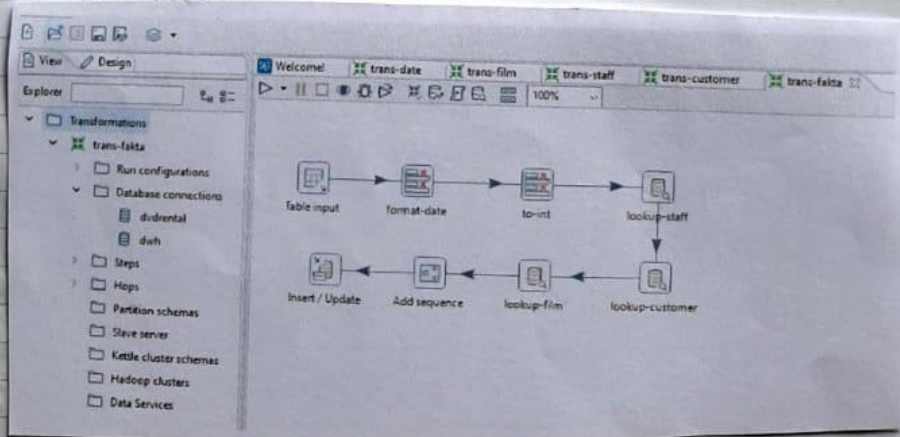 View Design
Welcome! trans-date trans-film trans-staff trans-customer trans-fakta
Explorer
100%
Transformations
trans-fakta
Run configurations
Database connections
dvdrental
dwh
Steps
Hops
Partition schemas
Slave server
Kettle cluster schemas
Hadoop clusters
Data Services
Table input format-date to-int lookup-staff
Insert / Update Add sequence lookup-film lookup-customer